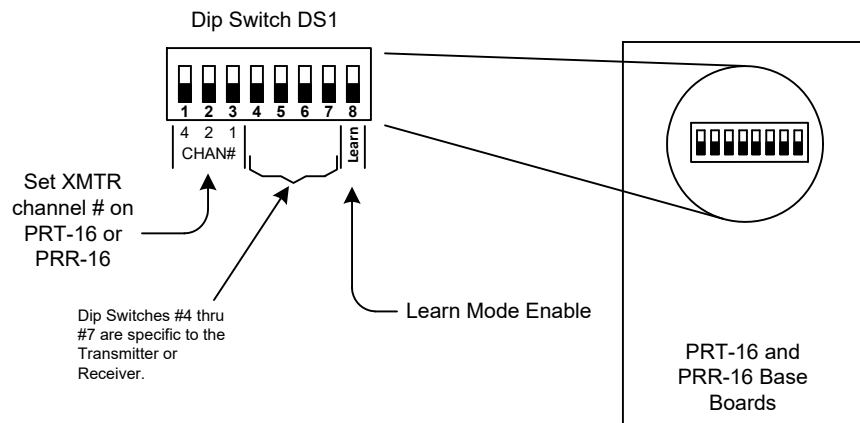 Dip Switch DS1
1 2 3 4 5 6 7 8
4 2 1
CHAN#
Learn
Set XMTR
channel # on
PRT-16 or
PRR-16
Dip Switches #4 thru
#7 are specific to the
Transmitter or
Receiver.
Learn Mode Enable
PRT-16 and
PRR-16 Base
Boards